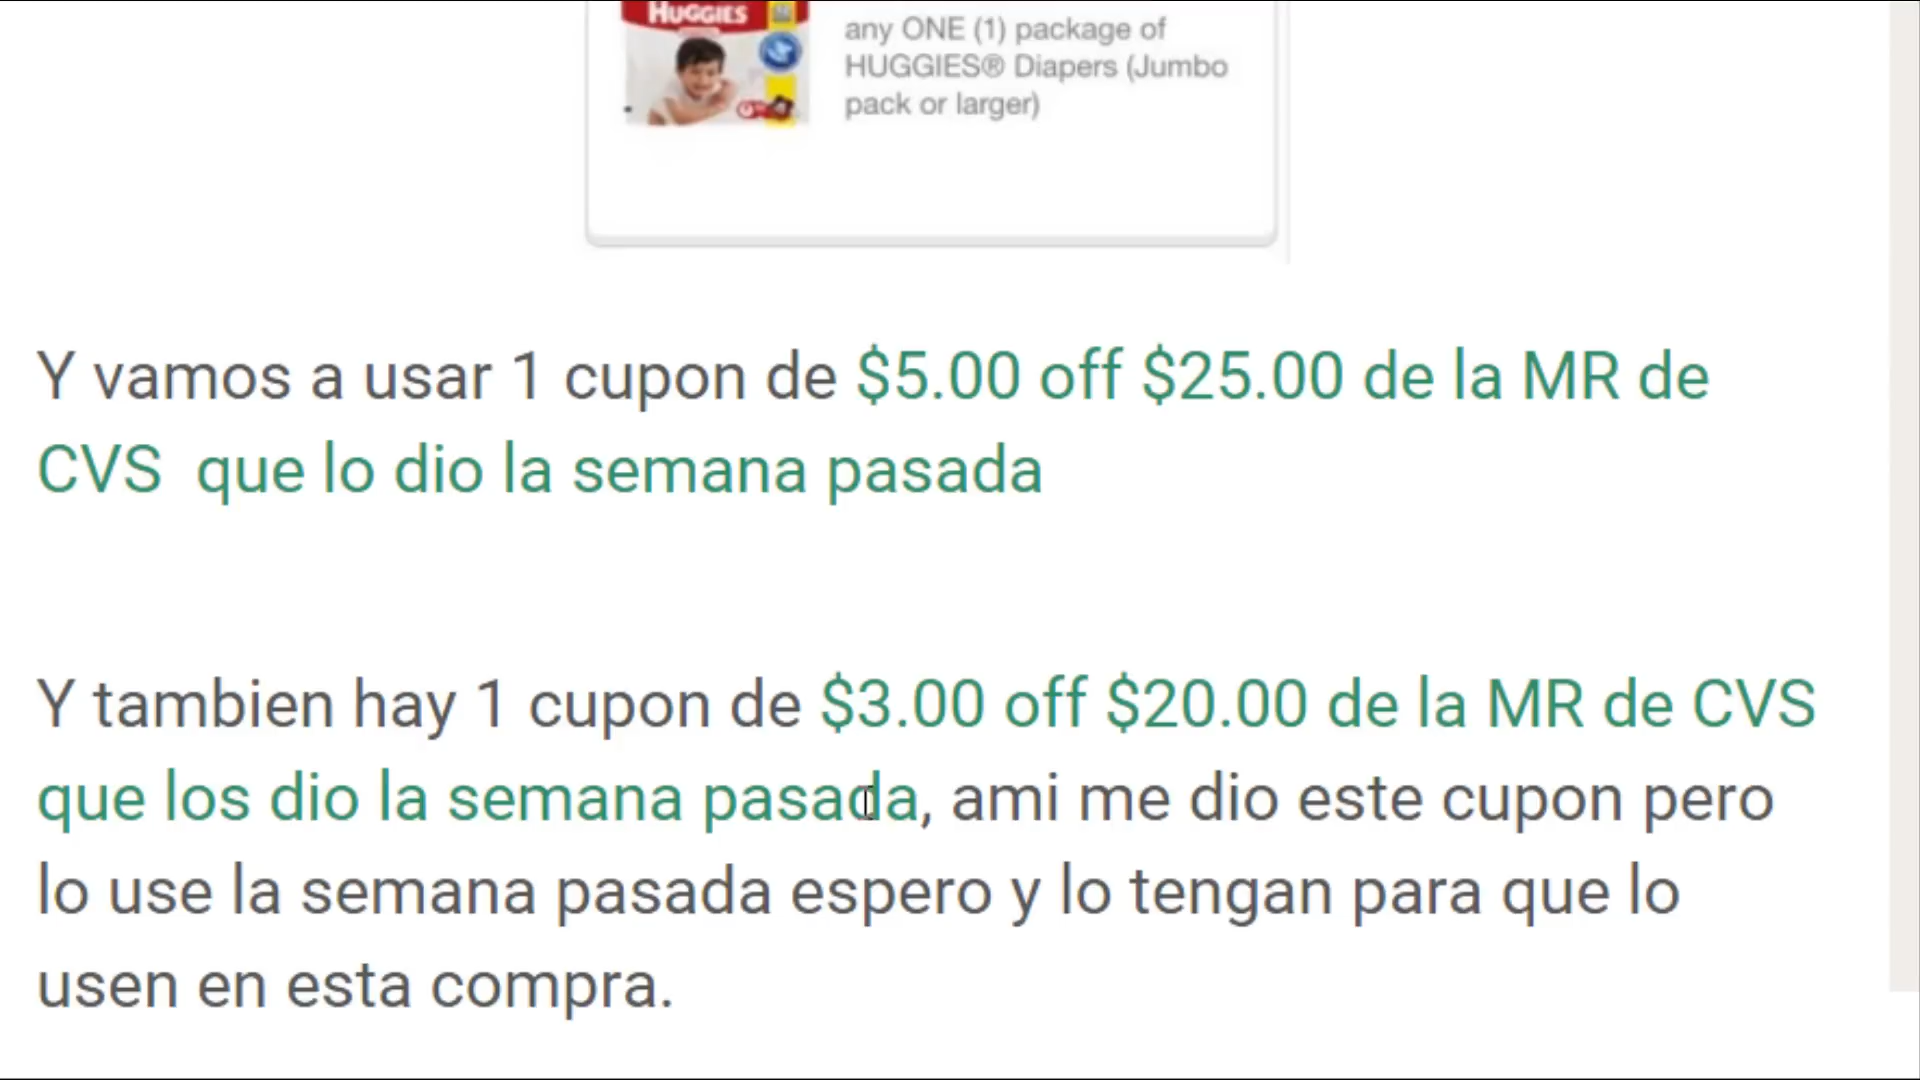 HUGGIES
any ONE (1) package of
HUGGIES® Diapers (Jumbo
pack or larger)
Y vamos a usar 1 cupon de $5.00 off $25.00 de la MR de
CVS que lo dio la semana pasada
Y tambien hay 1 cupon de $3.00 off $20.00 de la MR de CVS
que los dio la semana pasada, ami me dio este cupon pero
lo use la semana pasada espero y lo tengan para que lo
usen en esta compra.